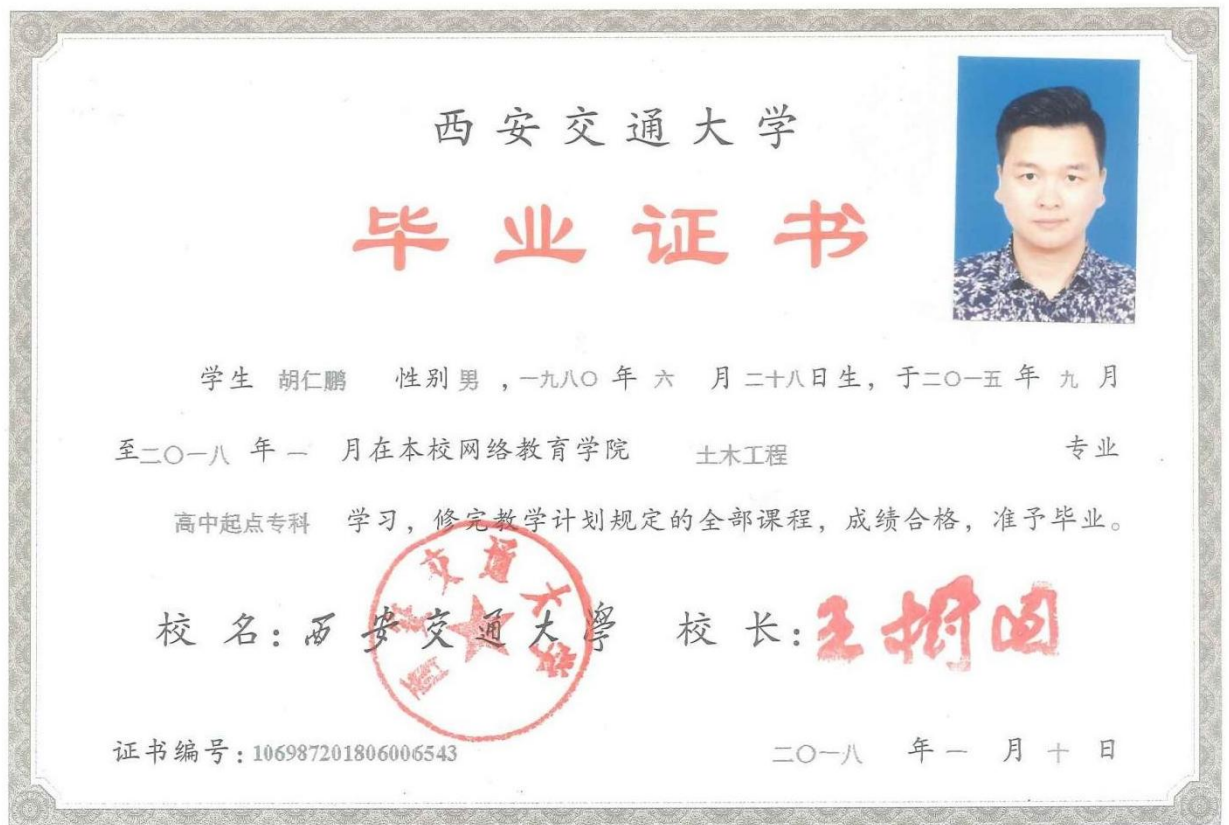 西安交通大学
毕业证书
学生 胡仁鹏 性别 男 ,一九八〇 年 六 月 二十八日生，于二〇一五 年 九 月
至二〇一八 年 一 月在本校网络教育学院 土木工程 专业
高中起点专科 学习，修完教学计划规定的全部课程，成绩合格，准予毕业。
校 名:西安交通大學 校 长:王树国
西安交通大学
证书编号:106987201806006543 二〇一八 年 一 月 十 日